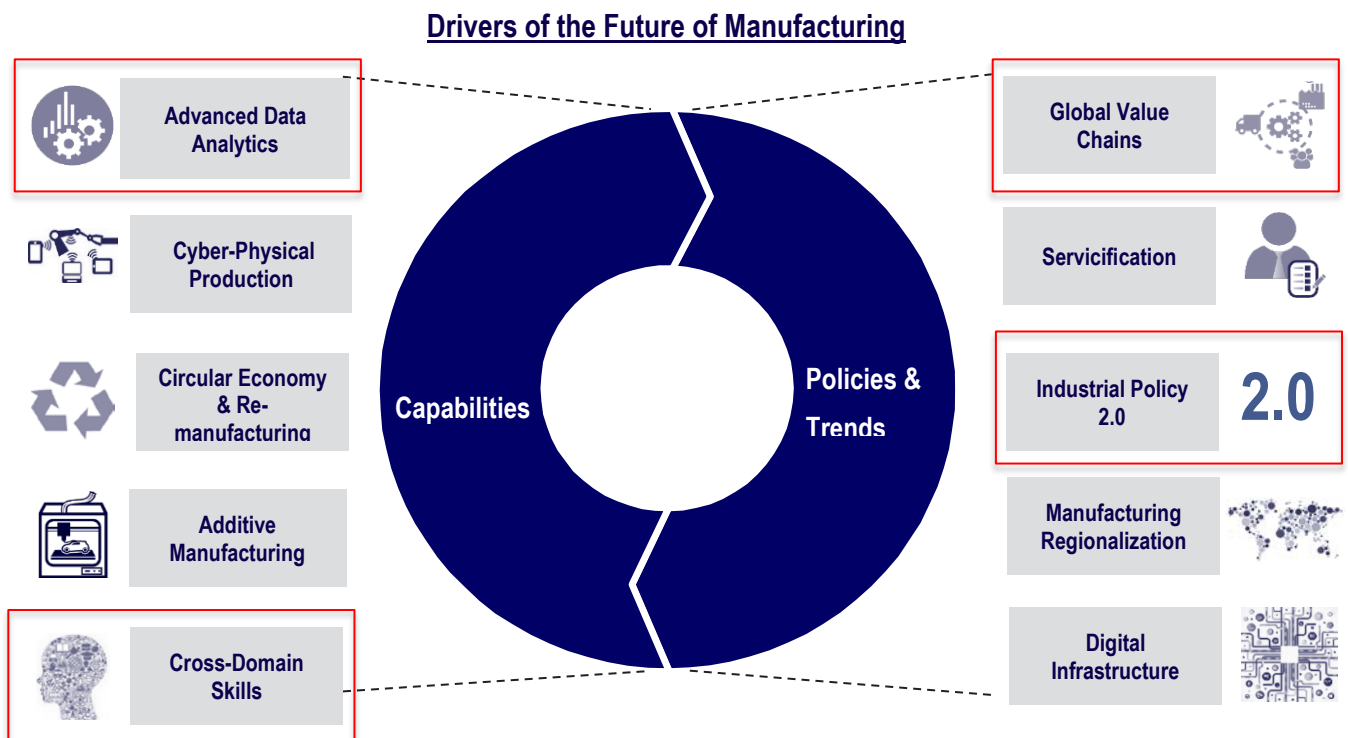 Drivers of the Future of Manufacturing
Advanced Data
Analytics
Cyber-Physical
Production
Circular Economy
& Re-
manufacturing
Additive
Manufacturing
Cross-Domain
Skills
Capabilities
Policies &
Trends
Global Value
Chains
Servicification
Industrial Policy
2.0
2.0
Manufacturing
Regionalization
Digital
Infrastructure